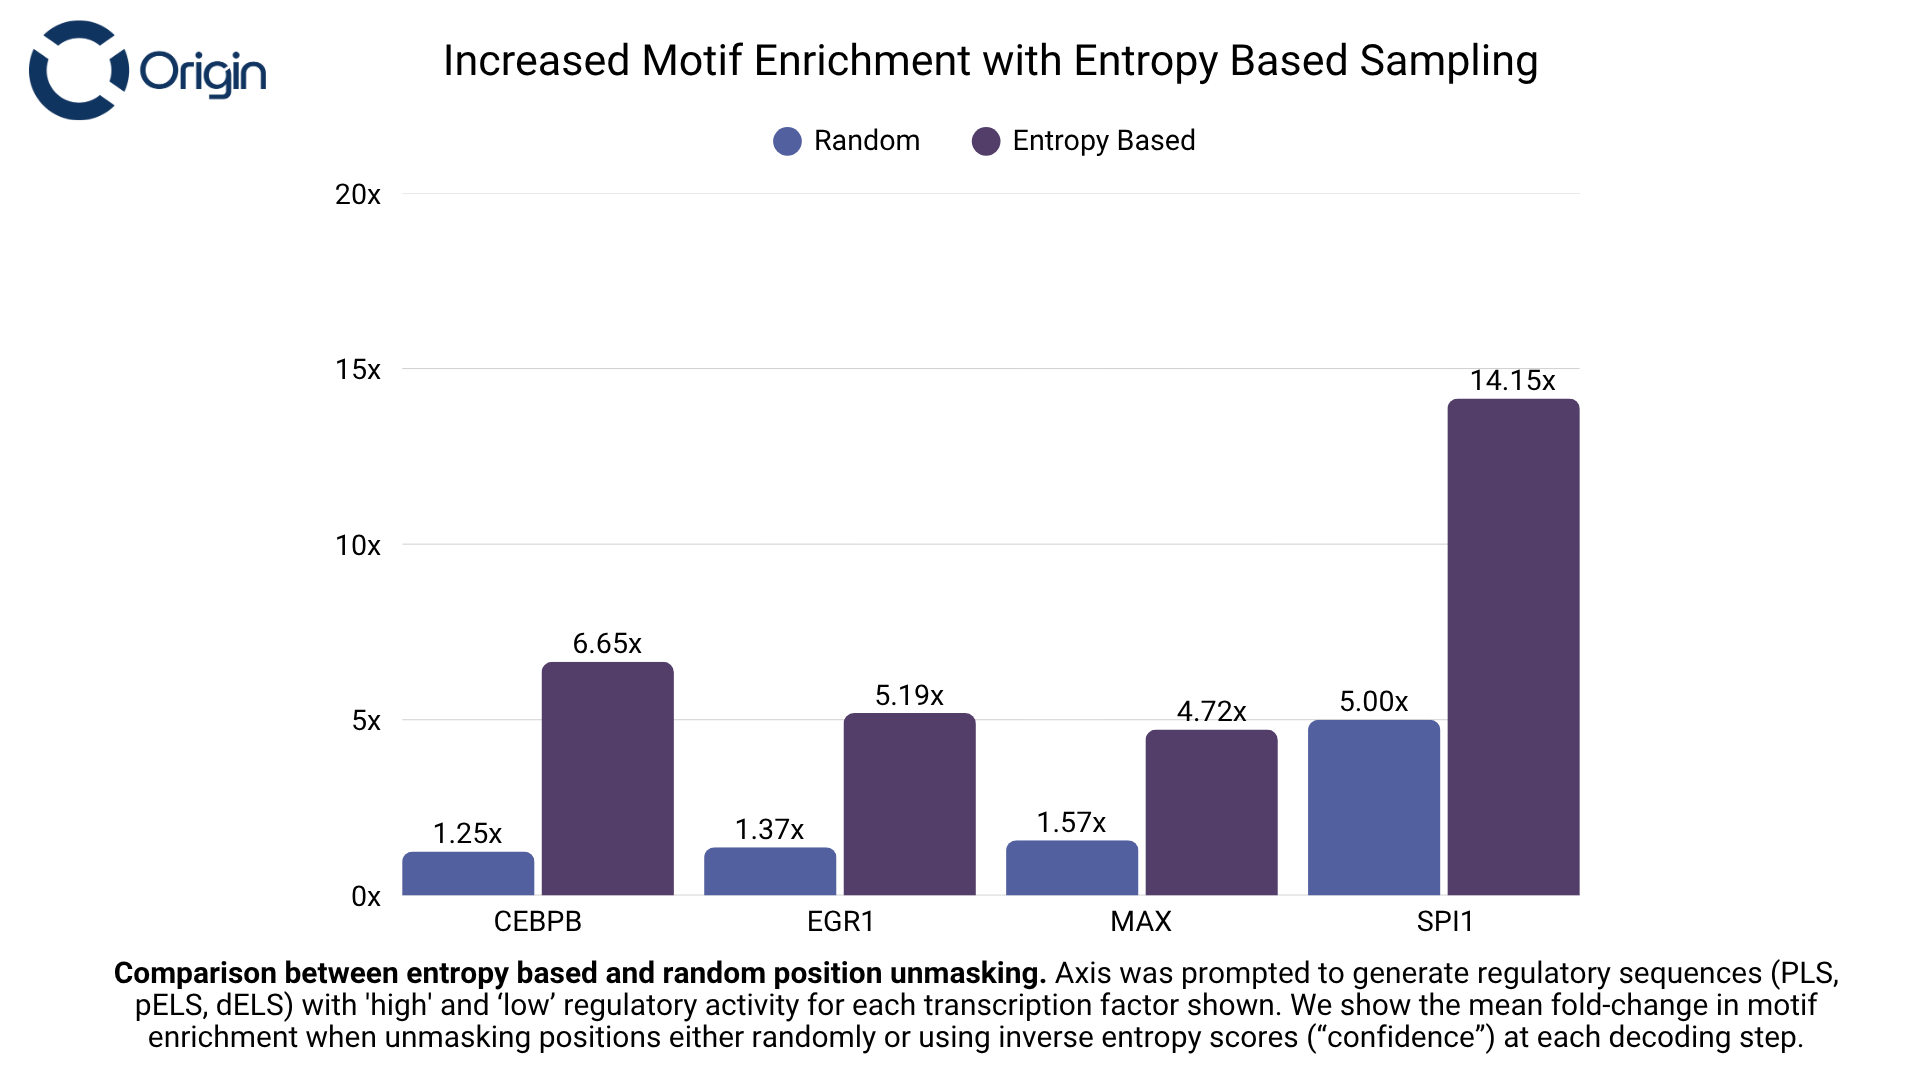 Origin
Increased Motif Enrichment with Entropy Based Sampling
Random Entropy Based
20x
15x
10x
5x
0x
1.25x
6.65x
1.37x
5.19x
1.57x
4.72x
5.00x
14.15x
CEBPB EGR1 MAX SPI1
Comparison between entropy based and random position unmasking. Axis was prompted to generate regulatory sequences (PLS,
pELS, dELS) with 'high' and ‘low’ regulatory activity for each transcription factor shown. We show the mean fold-change in motif
enrichment when unmasking positions either randomly or using inverse entropy scores (“confidence”) at each decoding step.